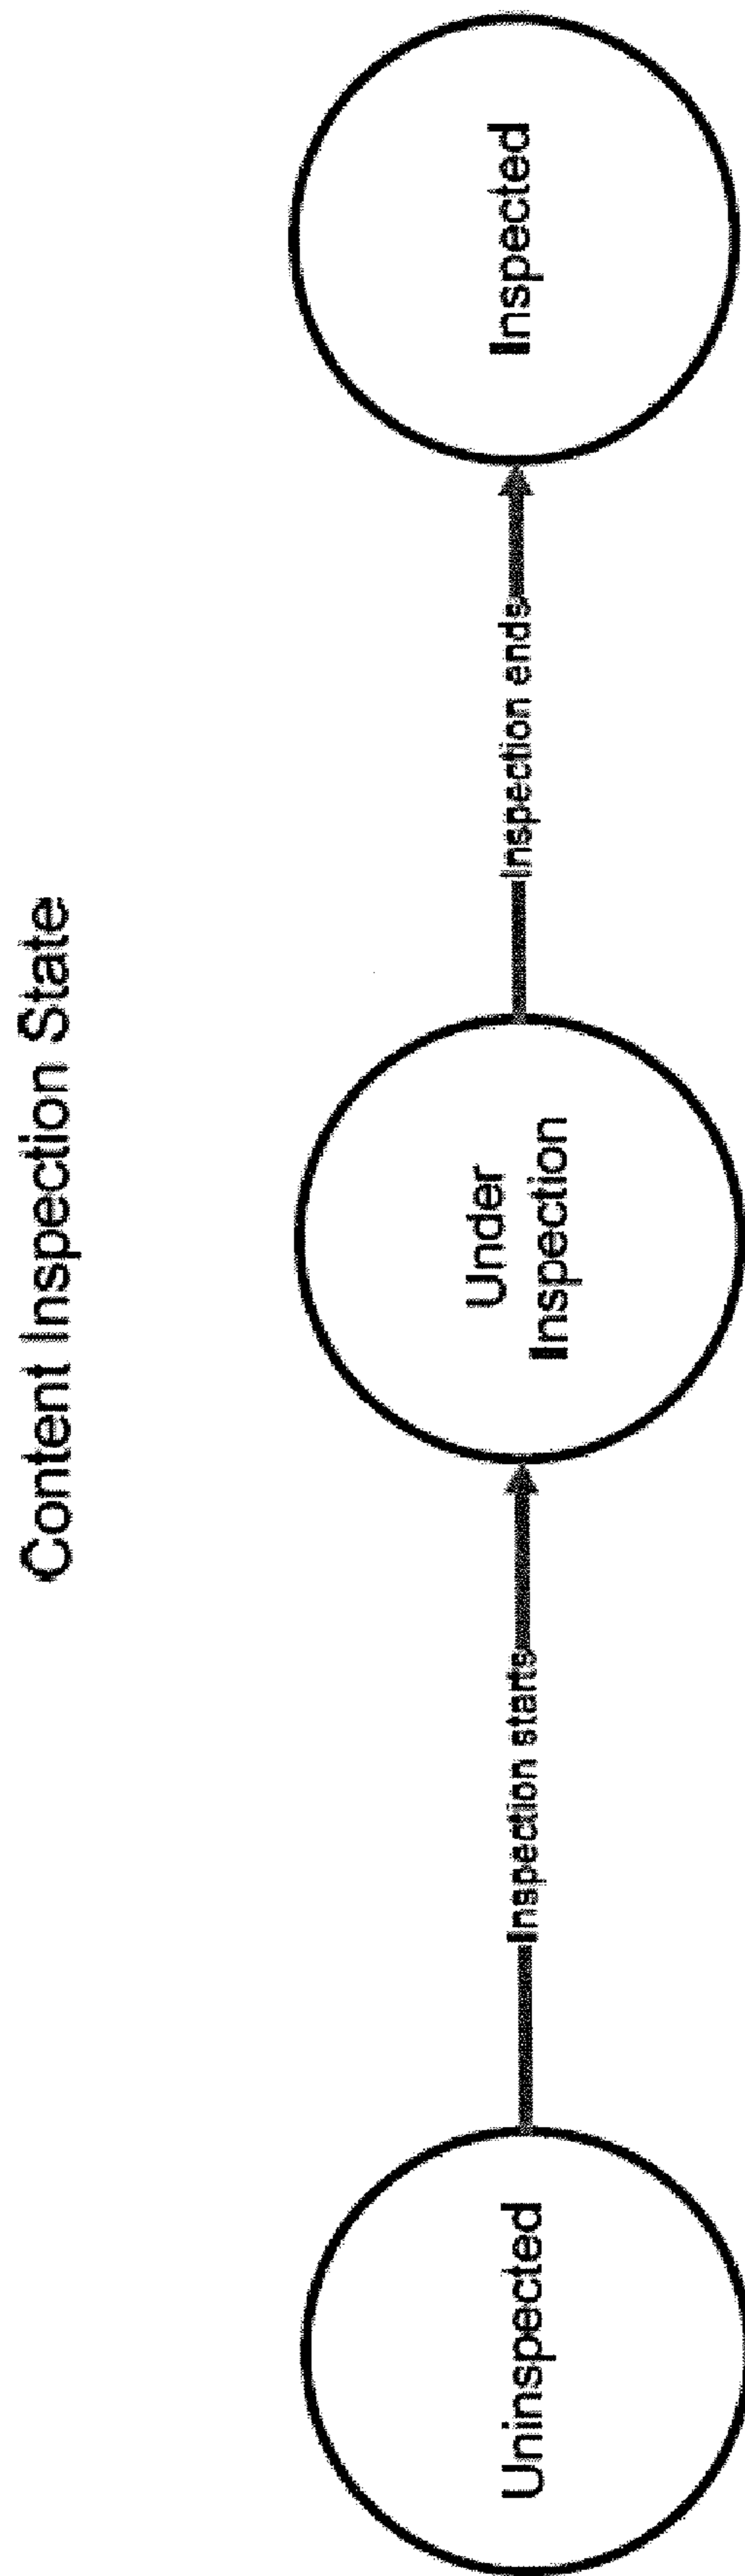 Content Inspection State
Uninspected
Inspection starts
Under
Inspection
Inspection ends
Inspected